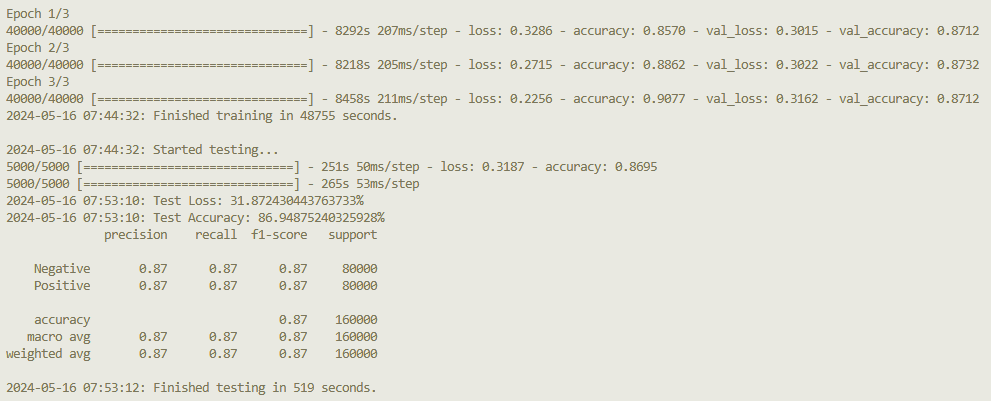 Epoch 1/3
40000/40000 [==============================] - 8292s 207ms/step - loss: 0.3286 - accuracy: 0.8570 - val_loss: 0.3015 - val_accuracy: 0.8712
Epoch 2/3
40000/40000 [==============================] - 8218s 205ms/step - loss: 0.2715 - accuracy: 0.8862 - val_loss: 0.3022 - val_accuracy: 0.8732
Epoch 3/3
40000/40000 [==============================] - 8458s 211ms/step - loss: 0.2256 - accuracy: 0.9077 - val_loss: 0.3162 - val_accuracy: 0.8712
2024-05-16 07:44:32: Finished training in 48755 seconds.
2024-05-16 07:44:32: Started testing...
5000/5000 [==============================] - 251s 50ms/step - loss: 0.3187 - accuracy: 0.8695
5000/5000 [==============================] - 265s 53ms/step
2024-05-16 07:53:10: Test Loss: 31.872430443763733%
2024-05-16 07:53:10: Test Accuracy: 86.94875240325928%
precision recall f1-score support
Negative 0.87 0.87 0.87 80000
Positive 0.87 0.87 0.87 80000
accuracy 0.87 160000
macro avg 0.87 0.87 0.87 160000
weighted avg 0.87 0.87 0.87 160000
2024-05-16 07:53:12: Finished testing in 519 seconds.